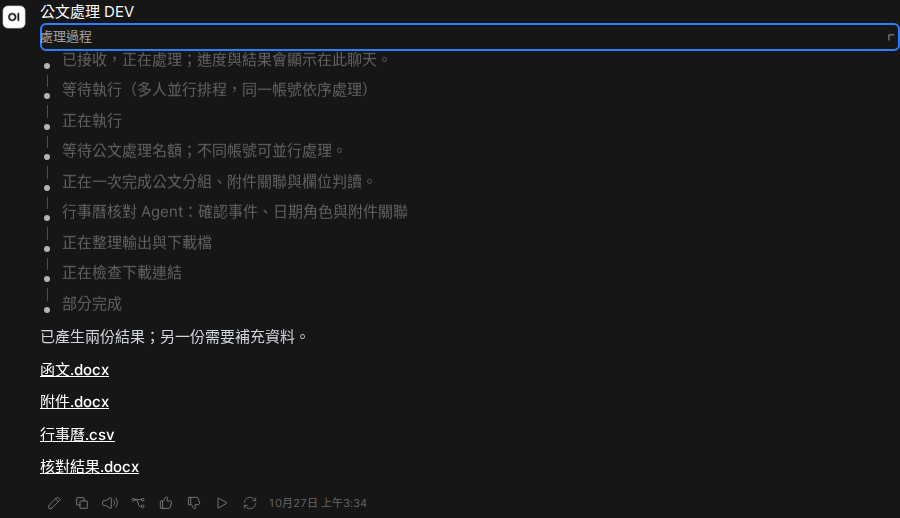 OI
公文處理 DEV
處理過程
已接收，正在處理；進度與結果會顯示在此聊天。
等待執行（多人並行排程，同一帳號依序處理）
正在執行
等待公文處理名額；不同帳號可並行處理。
正在一次完成公文分組、附件關聯與欄位判讀。
行事曆核對 Agent：確認事件、日期角色與附件關聯
正在整理輸出與下載檔
正在檢查下載連結
部分完成
已產生兩份結果；另一份需要補充資料。
函文.docx
附件.docx
行事曆.csv
核對結果.docx
10月27日 上午3:34